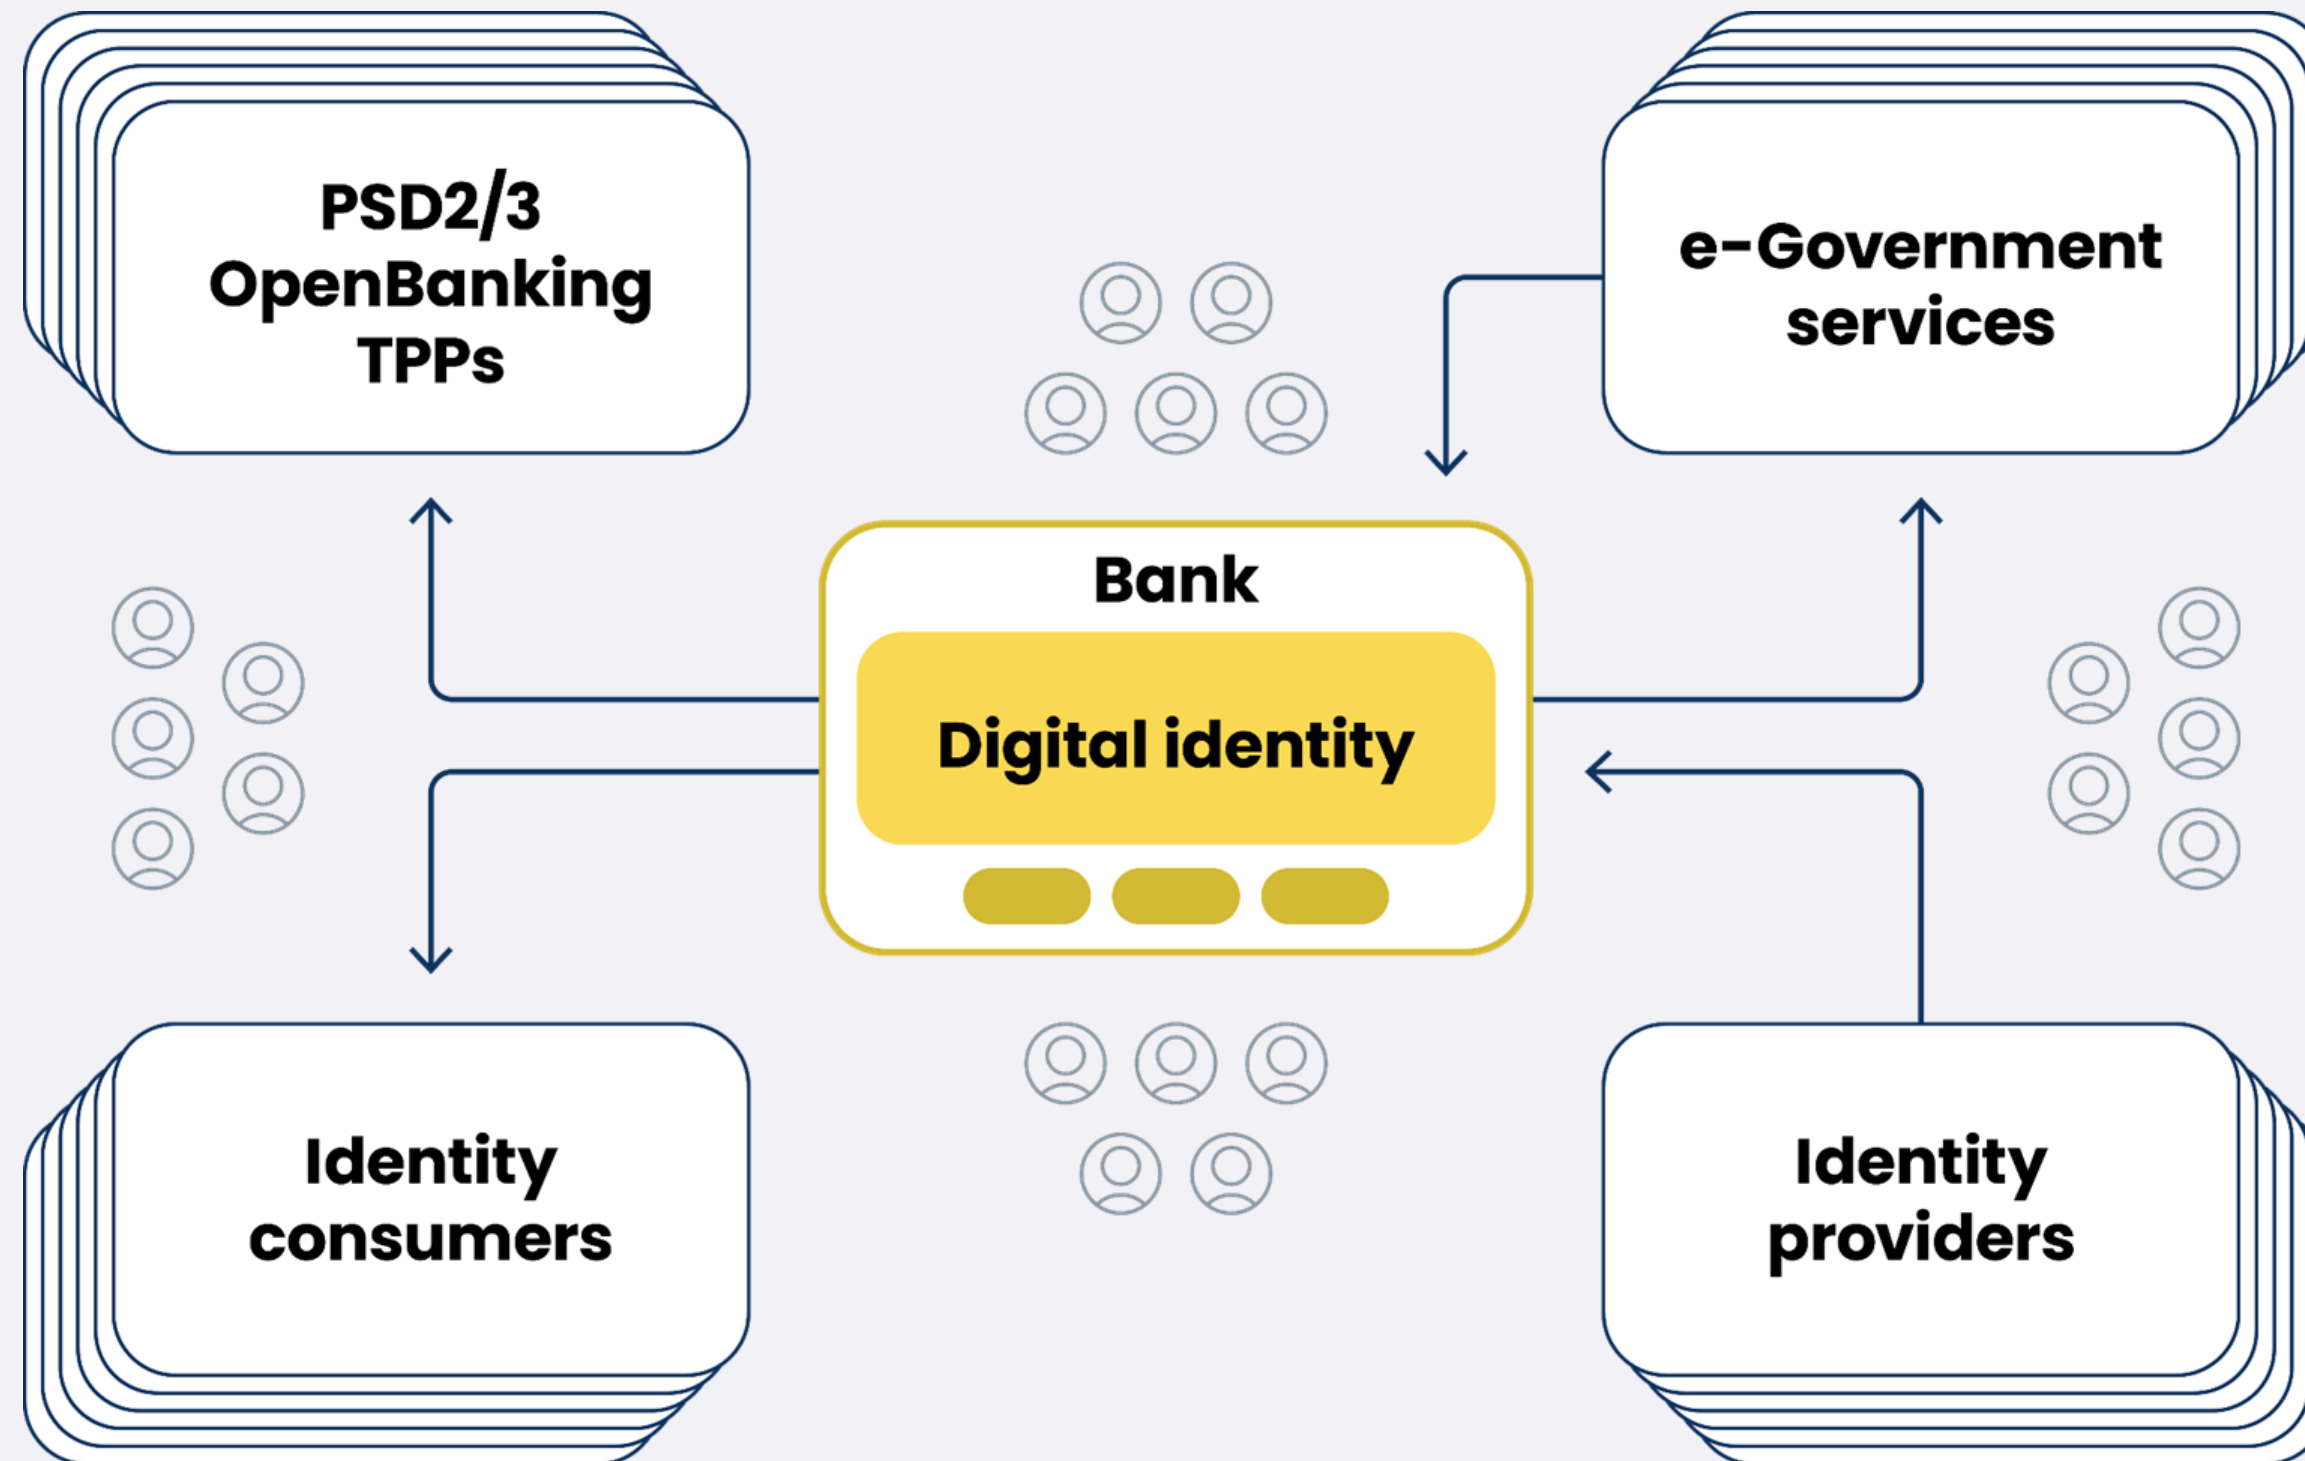 PSD2/3
OpenBanking
TPPs
e-Government
services
Bank
Digital identity
Identity
consumers
Identity
providers